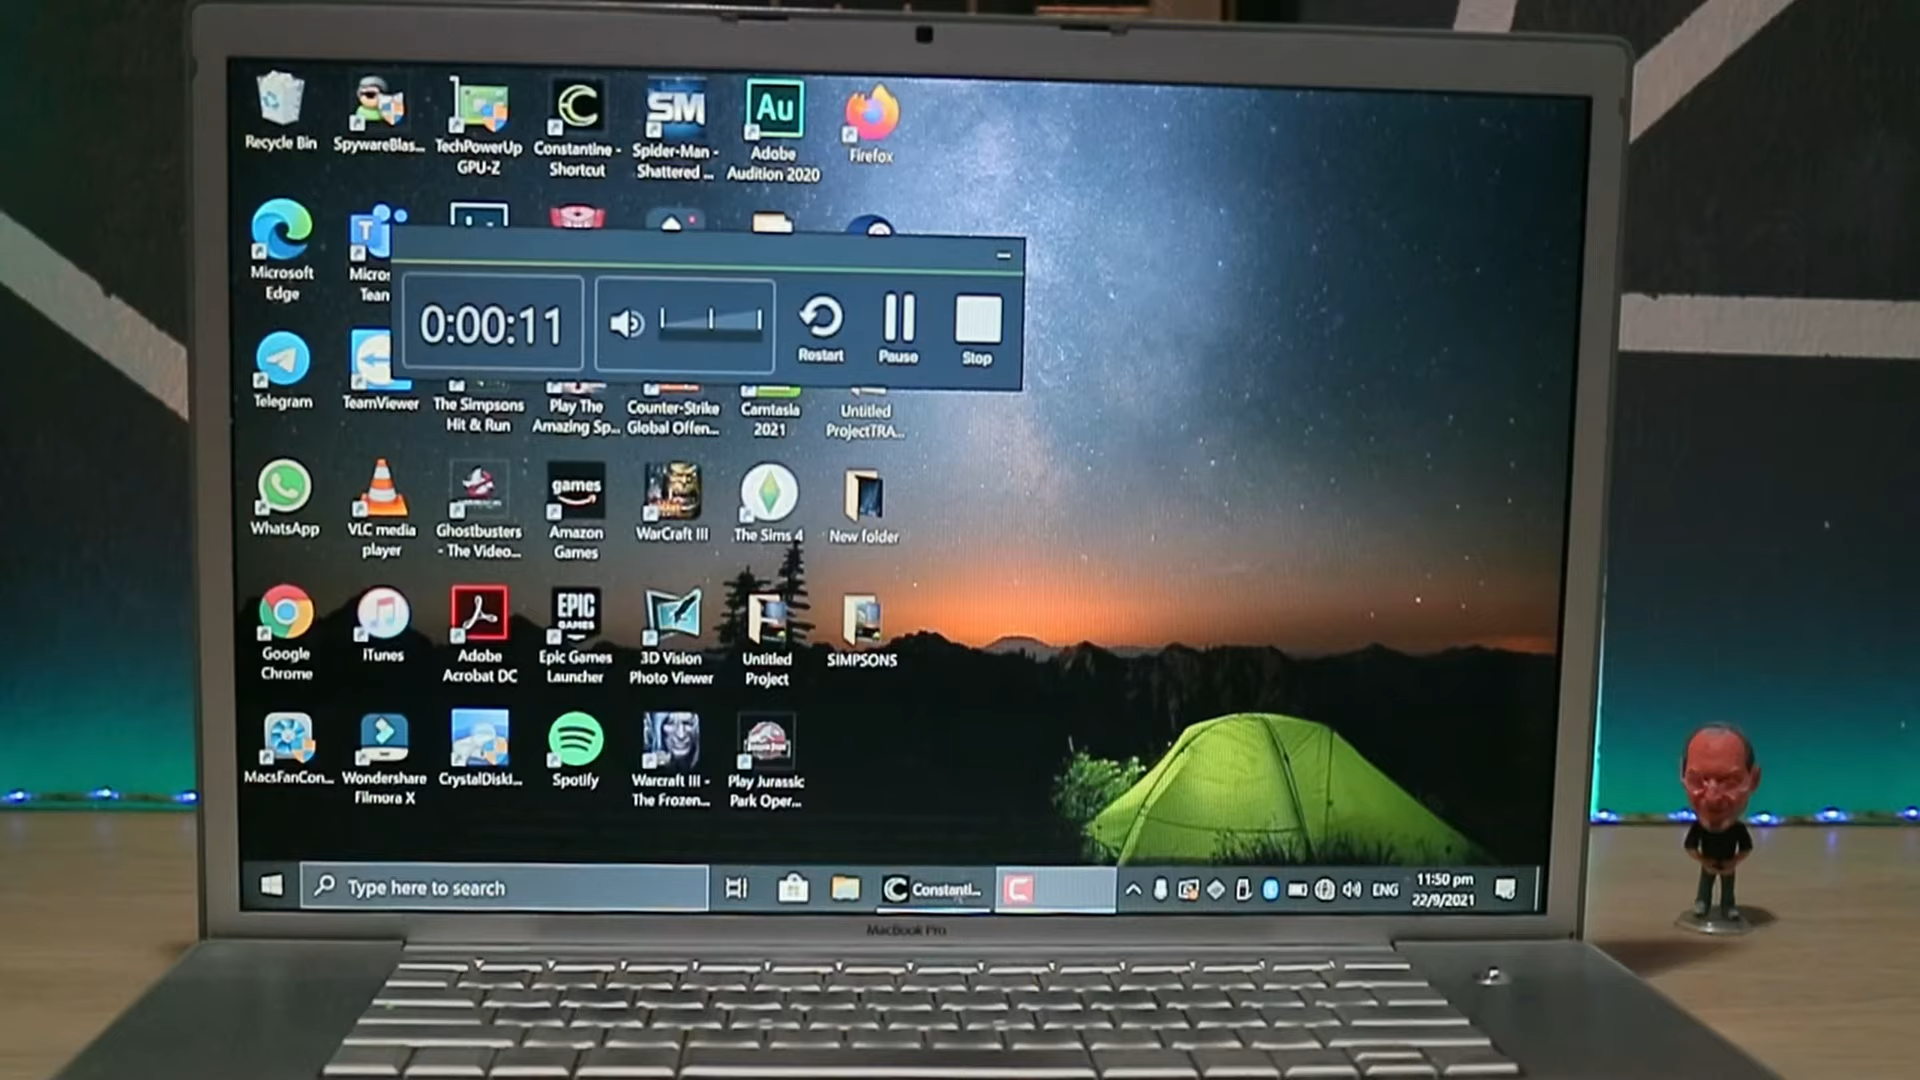 Recycle Bin
SpywareBlas...
TechPowerUp
GPU-Z
Constantine -
Shortcut
SM
Spider-Man -
Shattered ...
Au
Adobe
Audition 2020
Firefox
Microsoft
Edge
T
Micros
Team
0:00:11
Restart
Pause
Stop
Telegram
TeamViewer
The Simpsons
Hit & Run
Play The
Amazing Sp...
Counter-Strike
Global Offen...
Camtasia
2021
Untitled
ProjectTRA...
WhatsApp
VLC media
player
Ghostbusters
- The Video...
games
Amazon
Games
WarCraft III
The Sims 4
New folder
Google
Chrome
iTunes
Adobe
Acrobat DC
EPIC
GAMES
Epic Games
Launcher
3D Vision
Photo Viewer
Untitled
Project
SIMPSONS
MacsFanCon...
Wondershare
Filmora X
CrystalDiskI...
Spotify
Warcraft III -
The Frozen...
Play Jurassic
Park Oper...
Type here to search
Constanti...
ENG
11:50 pm
22/9/2021
MacBook Pro